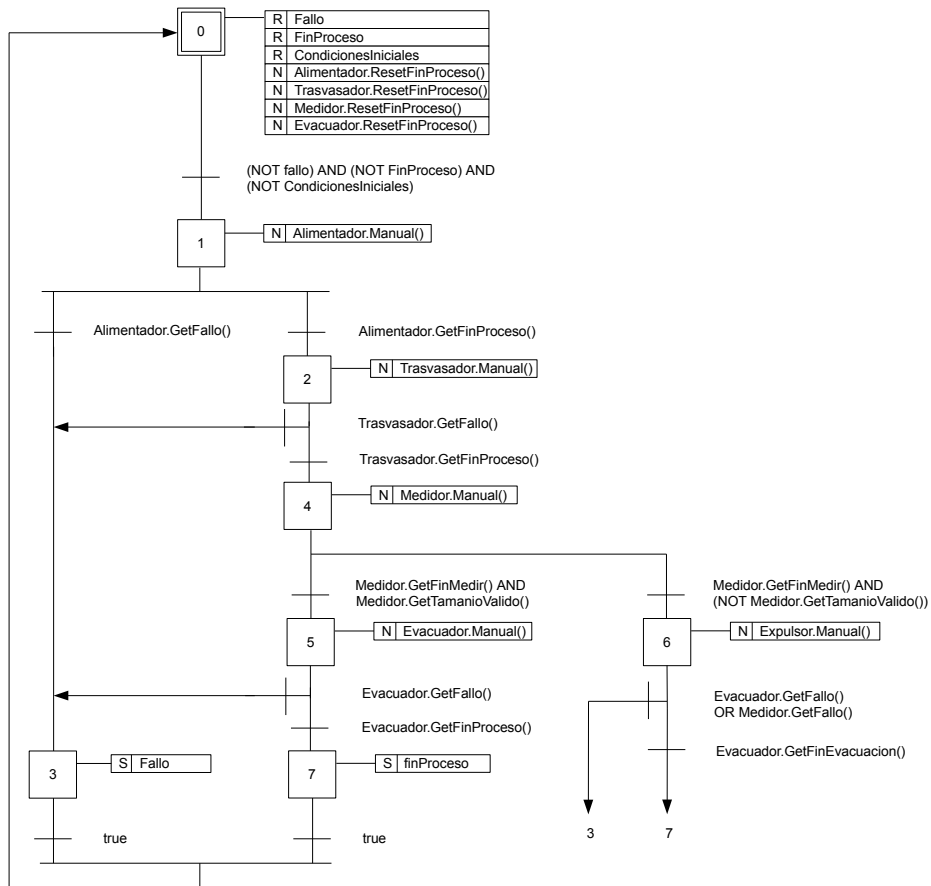 0
R Fallo
R FinProceso
R CondicionesIniciales
N Alimentador.ResetFinProceso()
N Trasvasador.ResetFinProceso()
N Medidor.ResetFinProceso()
N Evacuador.ResetFinProceso()
(NOT fallo) AND (NOT FinProceso) AND
(NOT CondicionesIniciales)
1
N Alimentador.Manual()
Alimentador.GetFallo()
Alimentador.GetFinProceso()
2
N Trasvasador.Manual()
Trasvasador.GetFallo()
Trasvasador.GetFinProceso()
4
N Medidor.Manual()
Medidor.GetFinMedir() AND
Medidor.GetTamanioValido()
Medidor.GetFinMedir() AND
(NOT Medidor.GetTamanioValido())
5
N Evacuador.Manual()
6
N Expulsor.Manual()
Evacuador.GetFallo()
Evacuador.GetFallo()
OR Medidor.GetFallo()
Evacuador.GetFinProceso()
Evacuador.GetFinEvacuacion()
3
S Fallo
7
S finProceso
3
7
true
true